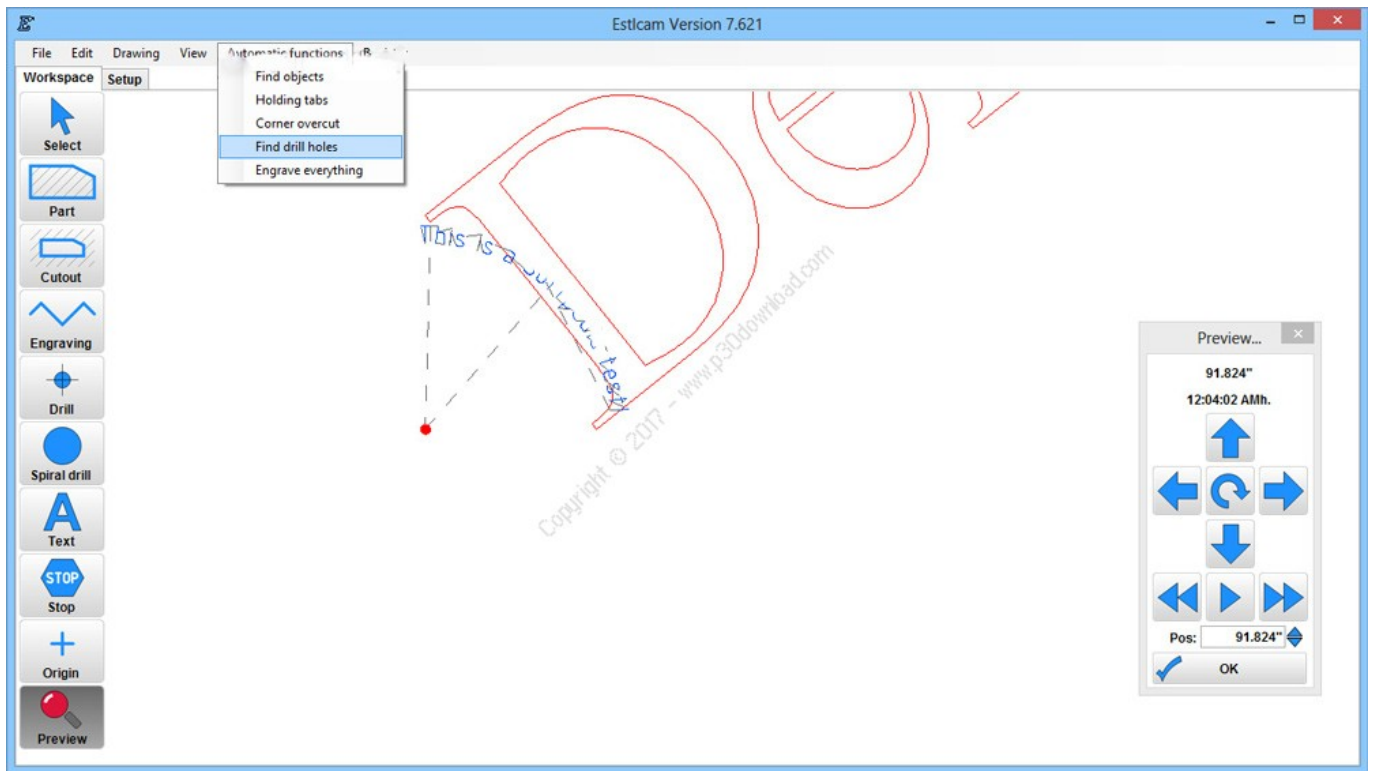 Estlcam Version 7.621
File Edit Drawing View Automatic functions
Workspace Setup
Find objects
Holding tabs
Corner overcut
Find drill holes
Engrave everything
Select
Part
Cutout
Engraving
Drill
Spiral drill
Text
STOP
Stop
Origin
Preview
This is a
test
Copyright © 2017 - www.p30download.com
Preview...
91.824"
12:04:02 AMh.
Pos: 91.824"
OK